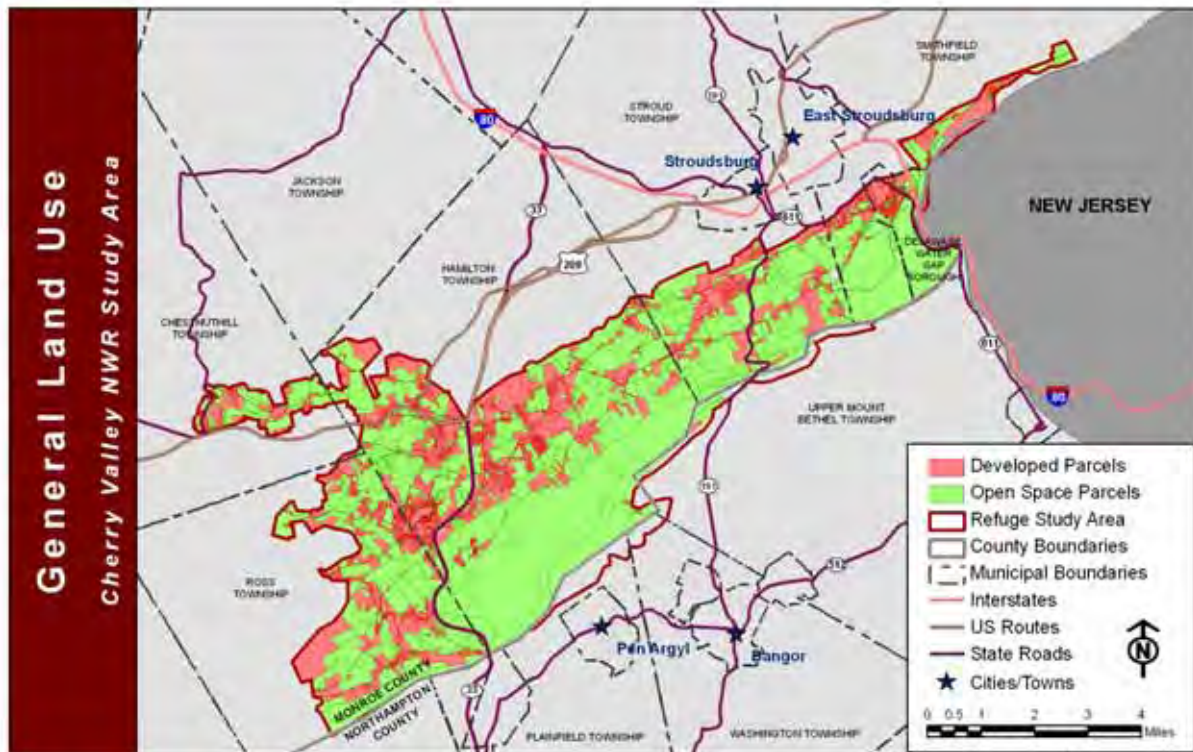 General Land Use
Cherry Valley NWR Study Area
SMITHFIELD
TOWNSHIP
191
STROUD
TOWNSHIP
East Stroudsburg
80
Stroudsburg
JACKSON
TOWNSHIP
NEW JERSEY
33
611
209
DELAWARE
WATER
GAP
BOROUGH
HAMILTON
TOWNSHIP
CHESTNUTHILL
TOWNSHIP
611
80
UPPER MOUNT
BETHEL TOWNSHIP
191
ROSS
TOWNSHIP
512
Pen Argyl
Bangor
MONROE COUNTY
NORTHAMPTON
COUNTY
33
PLAINFIELD TOWNSHIP
WASHINGTON TOWNSHIP
Developed Parcels
Open Space Parcels
Refuge Study Area
County Boundaries
Municipal Boundaries
Interstates
US Routes
State Roads
Cities/Towns
N
0 0.5 1 2 3 4
Miles